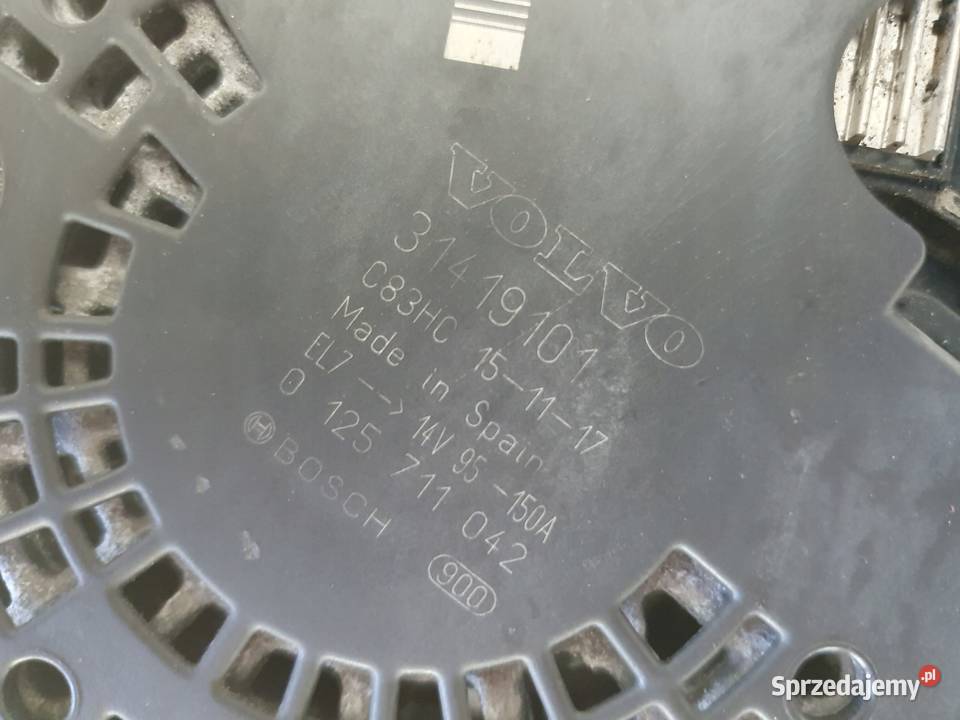 VOLVO
31419101
C83HC 15-11-17
Made in Spain
EL7 --> 14V 95-150A
0 125 711 042
BOSCH
900
Sprzedajemy.pl